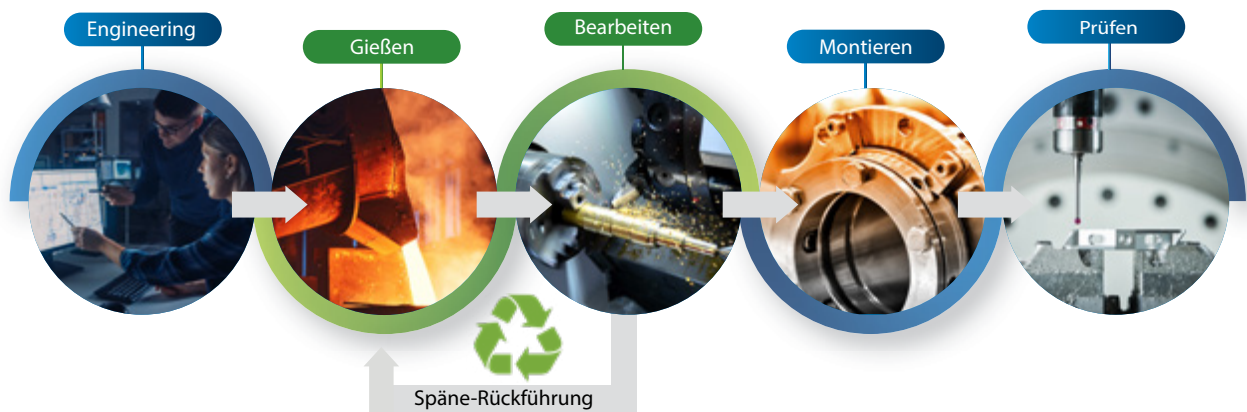 Engineering
Gießen
Bearbeiten
Montieren
Prüfen
Späne-Rückführung